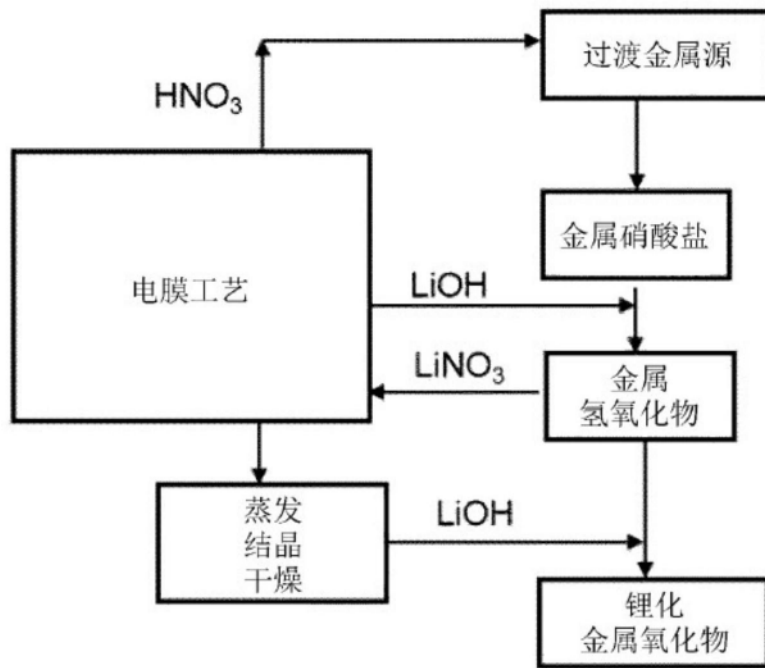 过渡金属源
HNO₃
金属硝酸盐
电膜工艺
LiOH
LiNO₃
金属
氢氧化物
蒸发
结晶
干燥
LiOH
锂化
金属氧化物